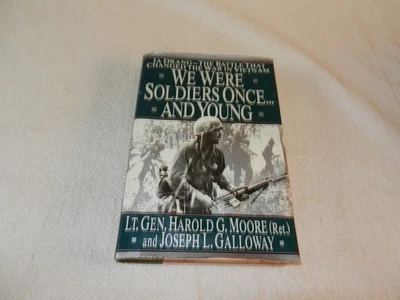 IA DRANG—THE BATTLE THAT
CHANGED THE WAR IN VIETNAM
WE WERE
SOLDIERS ONCE...
AND YOUNG
LT. GEN. HAROLD G. MOORE (Ret.)
and JOSEPH L. GALLOWAY